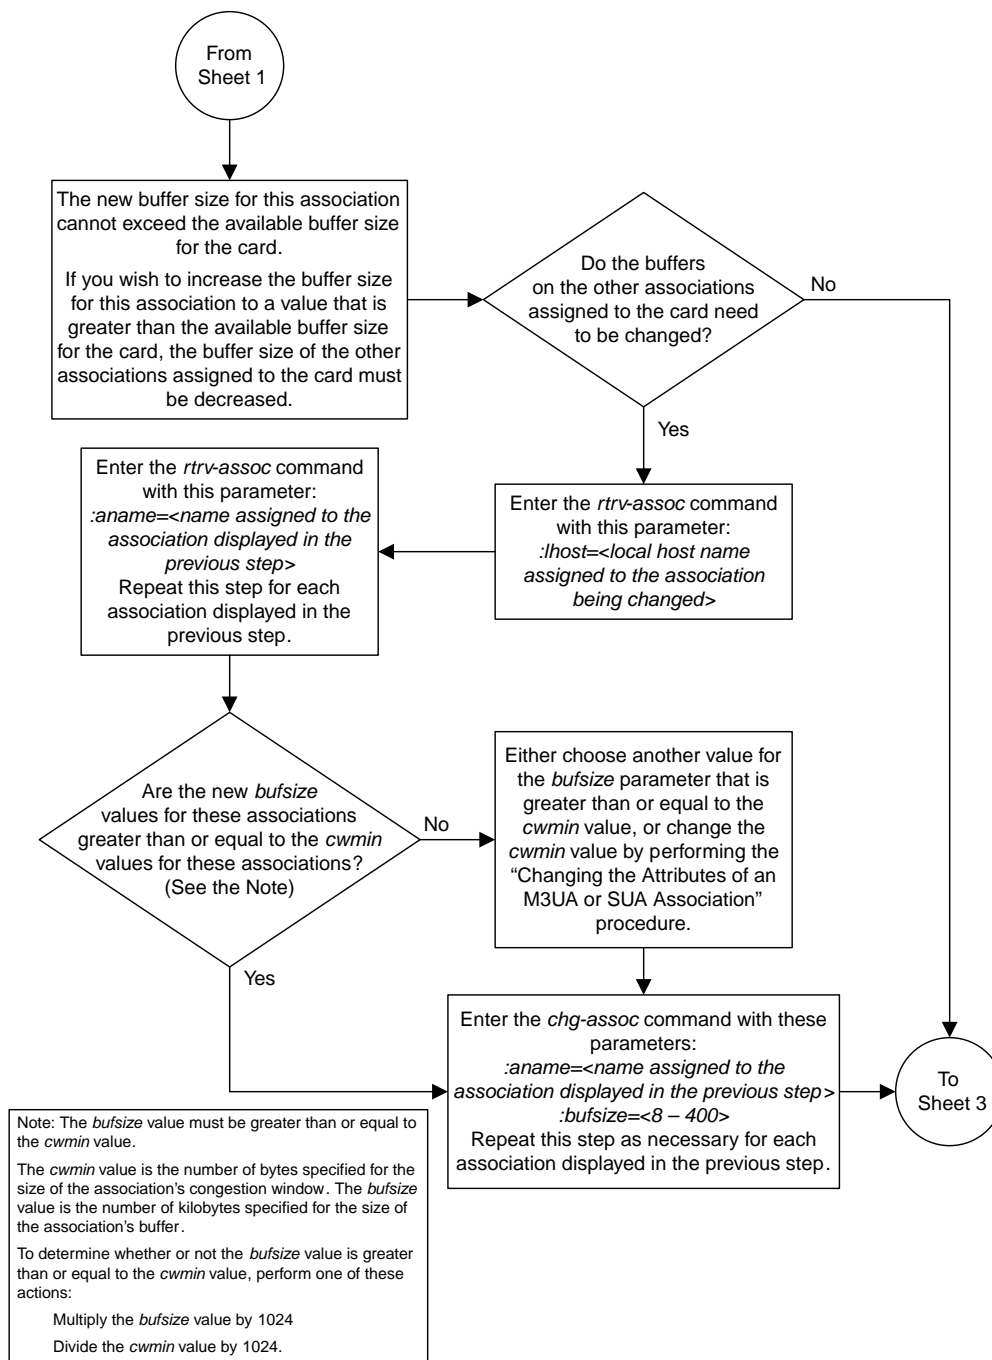 From
Sheet 1
The new buffer size for this association
cannot exceed the available buffer size
for the card.
If you wish to increase the buffer size
for this association to a value that is
greater than the available buffer size
for the card, the buffer size of the other
associations assigned to the card must
be decreased.
Do the buffers
on the other associations
assigned to the card need
to be changed?
No
Yes
Enter the rtrv-assoc command
with this parameter:
:lhost=<local host name
assigned to the association
being changed>
Enter the rtrv-assoc command
with this parameter:
:aname=<name assigned to the
association displayed in the
previous step>
Repeat this step for each
association displayed in the
previous step.
Are the new bufsize
values for these associations
greater than or equal to the cwmin
values for these associations?
(See the Note)
No
Yes
Either choose another value for
the bufsize parameter that is
greater than or equal to the
cwmin value, or change the
cwmin value by performing the
“Changing the Attributes of an
M3UA or SUA Association”
procedure.
Enter the chg-assoc command with these
parameters:
:aname=<name assigned to the
association displayed in the previous step>
:bufsize=<8 – 400>
Repeat this step as necessary for each
association displayed in the previous step.
To
Sheet 3
Note: The bufsize value must be greater than or equal to
the cwmin value.
The cwmin value is the number of bytes specified for the
size of the association’s congestion window. The bufsize
value is the number of kilobytes specified for the size of
the association’s buffer.
To determine whether or not the bufsize value is greater
than or equal to the cwmin value, perform one of these
actions:
Multiply the bufsize value by 1024
Divide the cwmin value by 1024.